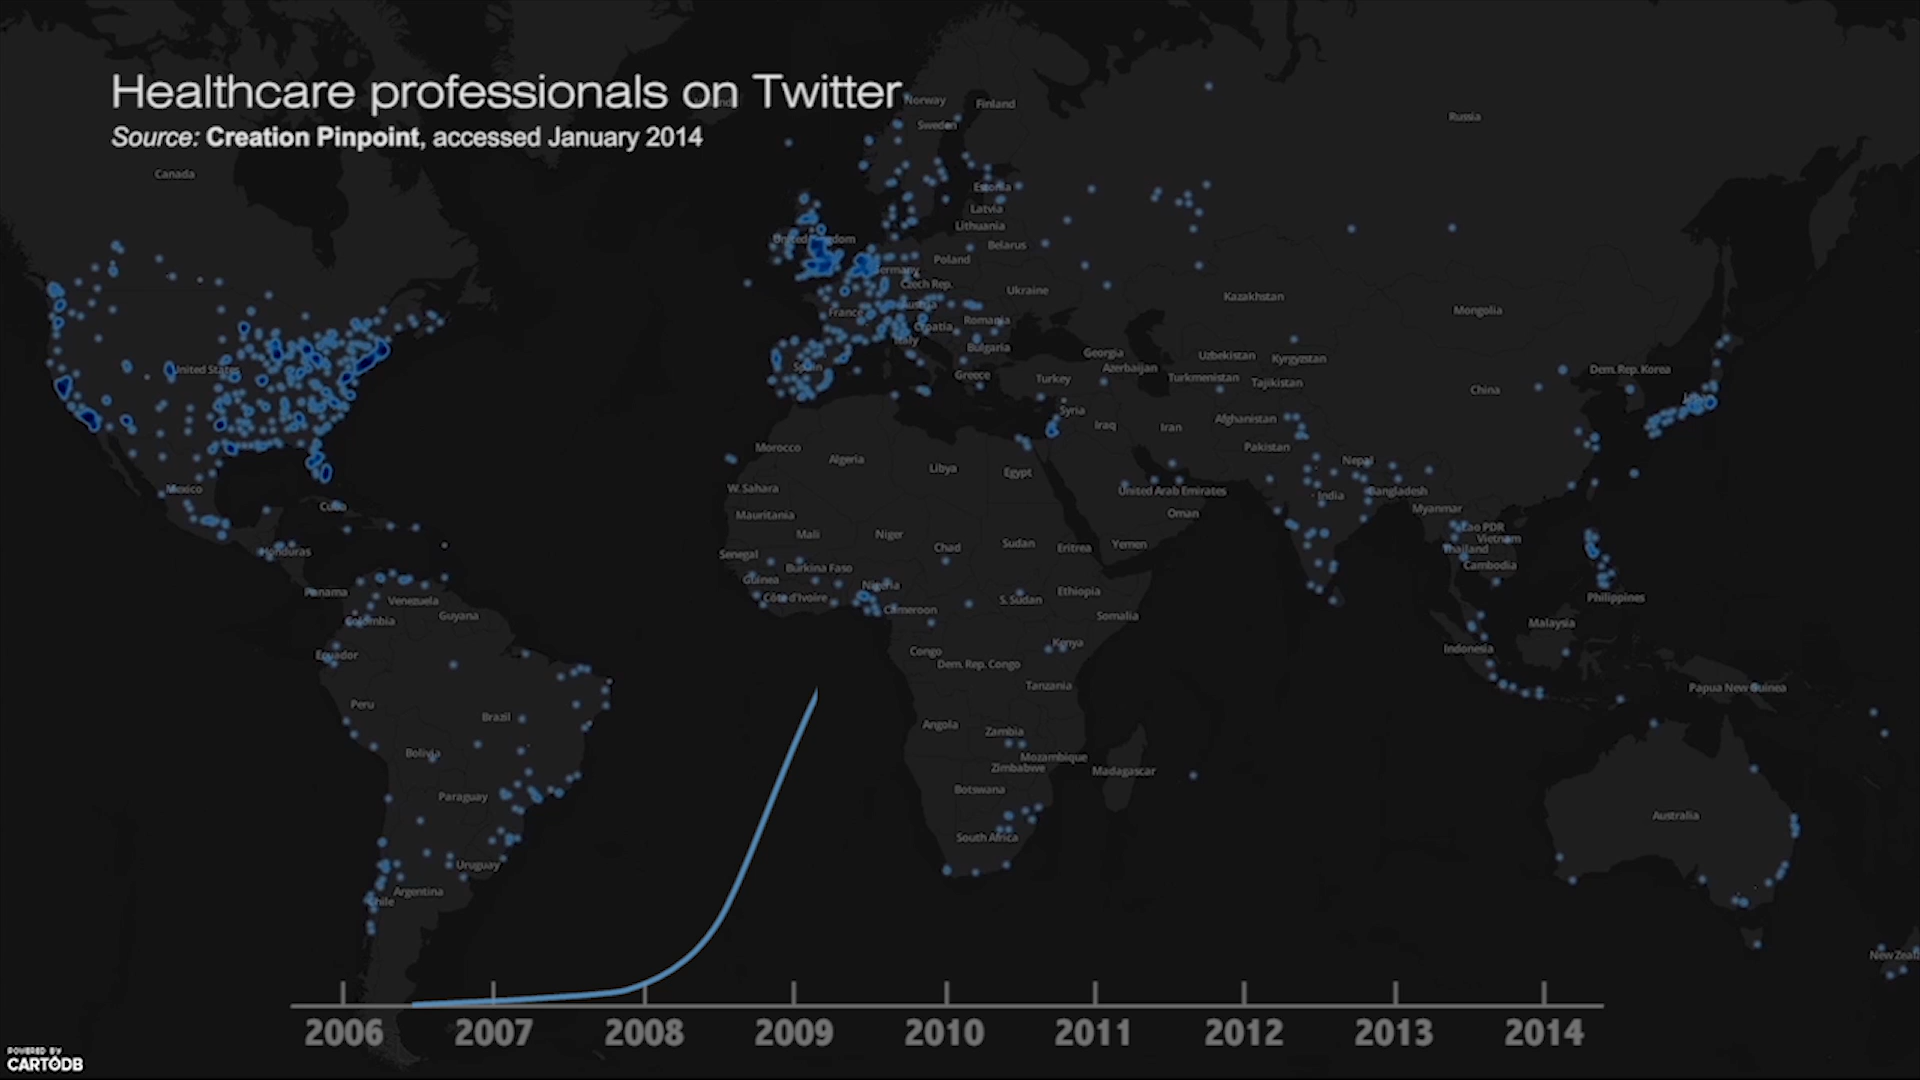 Healthcare professionals on Twitter
Source: Creation Pinpoint, accessed January 2014
Norway
Finland
Sweden
Russia
Canada
Estonia
Latvia
Lithuania
United Kingdom
Belarus
Poland
Germany
Czech Rep.
Ukraine
Kazakhstan
Austria
France
Mongolia
Croatia
Romania
Italy
Bulgaria
Georgia
Uzbekistan
Kyrgyzstan
United States
Spain
Greece
Turkey
Azerbaijan
Turkmenistan
Tajikistan
China
Dem. Rep. Korea
Japan
Syria
Iraq
Iran
Afghanistan
Pakistan
Morocco
Algeria
Libya
Egypt
Nepal
Mexico
W. Sahara
United Arab Emirates
India
Bangladesh
Cuba
Mauritania
Oman
Myanmar
Mali
Niger
Lao PDR
Vietnam
Honduras
Senegal
Chad
Sudan
Eritrea
Yemen
Thailand
Burkina Faso
Cambodia
Guinea
Nigeria
Panama
Venezuela
Côte d'Ivoire
S. Sudan
Ethiopia
Philippines
Guyana
Cameroon
Somalia
Colombia
Malaysia
Ecuador
Congo
Kenya
Indonesia
Dem. Rep. Congo
Tanzania
Papua New Guinea
Peru
Brazil
Angola
Zambia
Bolivia
Mozambique
Zimbabwe
Madagascar
Paraguay
Botswana
Australia
South Africa
Uruguay
Argentina
Chile
New Zeal
2006 2007 2008 2009 2010 2011 2012 2013 2014
POWERED BY
CARTODB